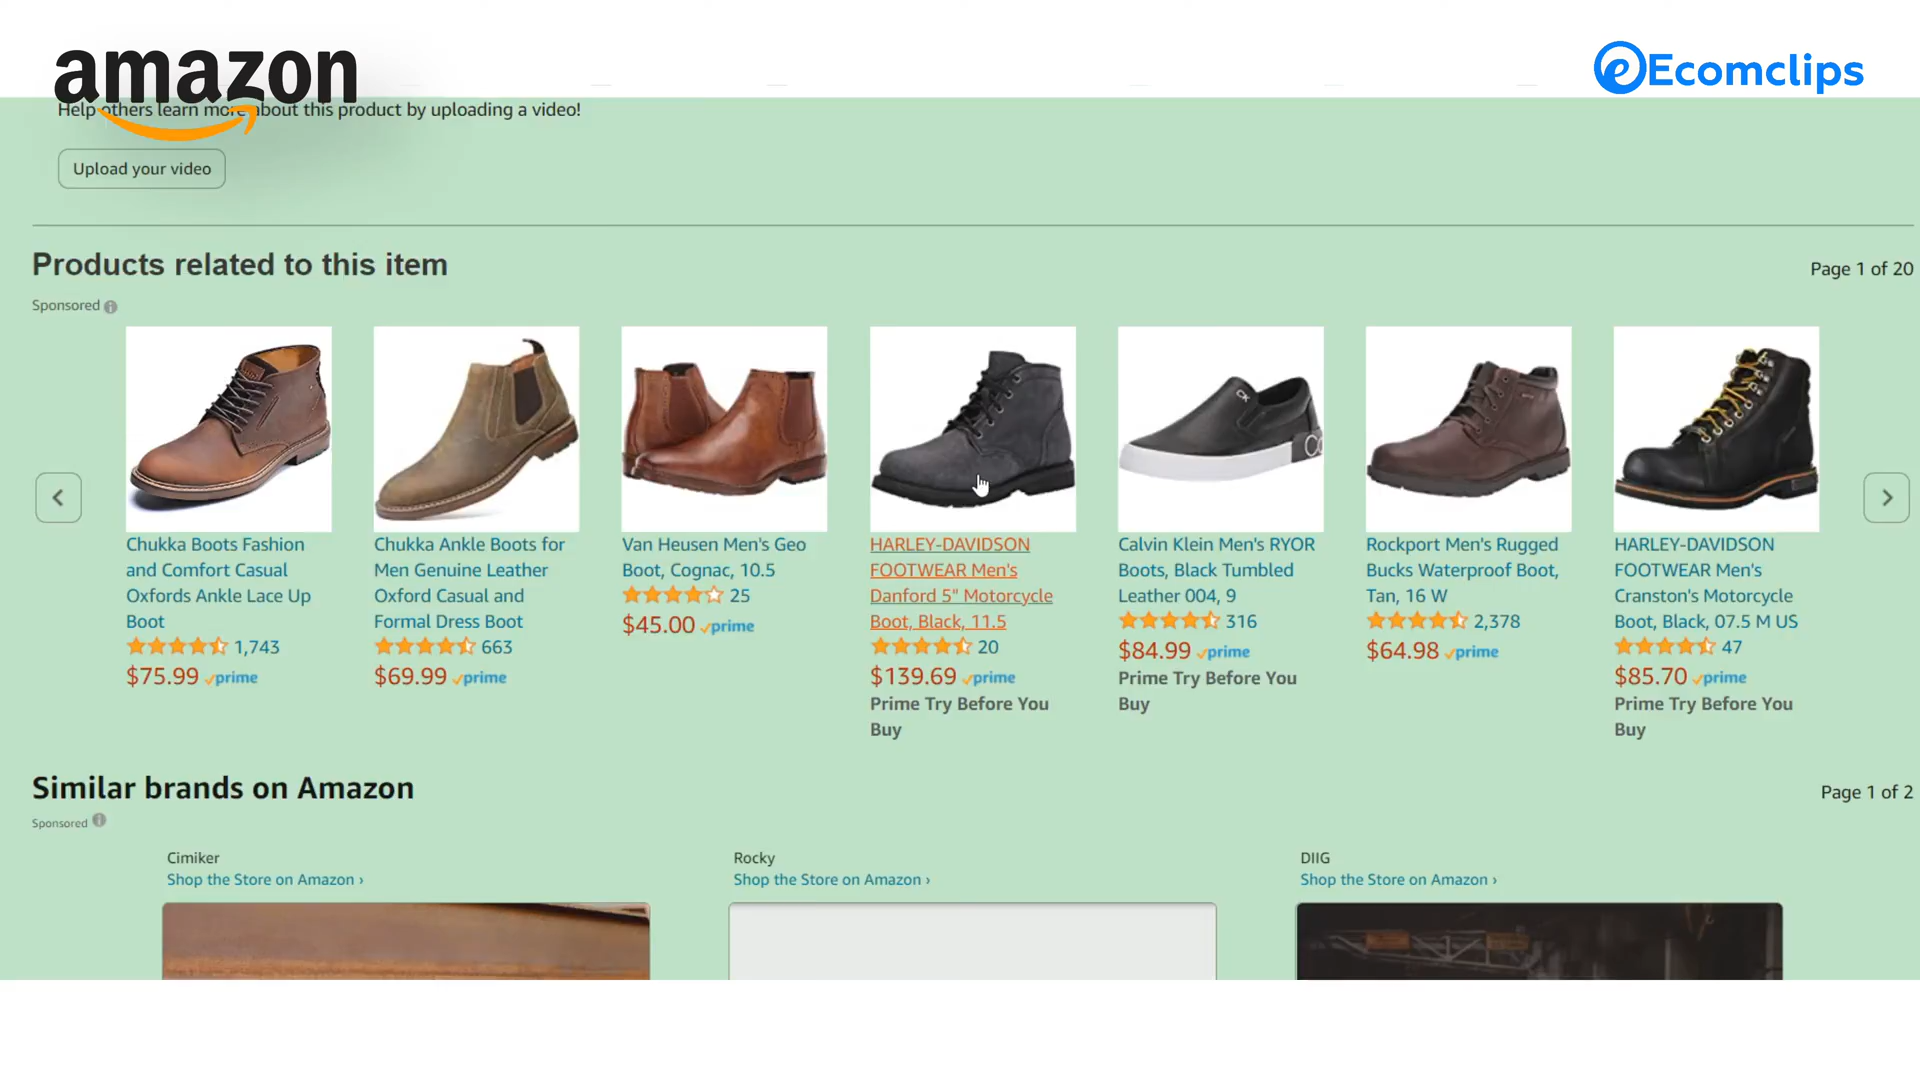 amazon
Ecomclips
Help others learn more about this product by uploading a video!
Upload your video
Products related to this item
Page 1 of 20
Sponsored
Chukka Boots Fashion
and Comfort Casual
Oxfords Ankle Lace Up
Boot
1,743
$75.99 prime
Chukka Ankle Boots for
Men Genuine Leather
Oxford Casual and
Formal Dress Boot
663
$69.99 prime
Van Heusen Men's Geo
Boot, Cognac, 10.5
25
$45.00 prime
HARLEY-DAVIDSON
FOOTWEAR Men's
Danford 5" Motorcycle
Boot, Black, 11.5
20
$139.69 prime
Prime Try Before You
Buy
CK
Calvin Klein Men's RYOR
Boots, Black Tumbled
Leather 004, 9
316
$84.99 prime
Prime Try Before You
Buy
Rockport Men's Rugged
Bucks Waterproof Boot,
Tan, 16 W
2,378
$64.98 prime
HARLEY-DAVIDSON
FOOTWEAR Men's
Cranston's Motorcycle
Boot, Black, 07.5 M US
47
$85.70 prime
Prime Try Before You
Buy
Similar brands on Amazon
Page 1 of 2
Sponsored
Cimiker
Shop the Store on Amazon ›
Rocky
Shop the Store on Amazon ›
DIIG
Shop the Store on Amazon ›